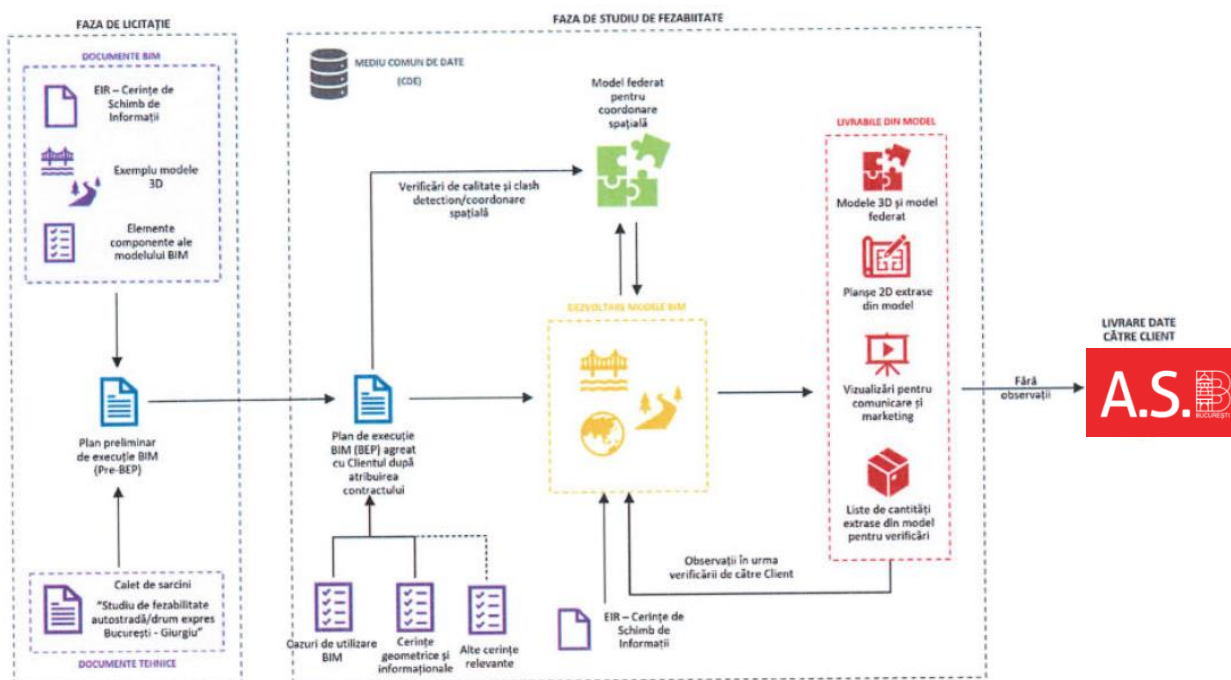 FAZA DE LICITAȚIE
DOCUMENTE BIM
EIR – Cerințe de
Schimb de
Informații
Exemplu modele
3D
Elemente
componente ale
modelului BIM
Plan preliminar
de execuție BIM
(Pre-BEP)
Caiet de sarcini
"Studiu de fezabilitate
autostradă/drum expres
București - Giurgiu"
DOCUMENTE TEHNICE
FAZA DE STUDIU DE FEZABIITATE
MEDIU COMUN DE DATE
(CDE)
Model federat
pentru
coordonare
spațială
Verificări de calitate și clash
detection/coordonare
spațială
Plan de execuție
BIM (BEP) agreat
cu Clientul după
atribuirea
contractului
Cazuri de utilizare
BIM
Cerințe
geometrice și
informaționale
Alte cerințe
relevante
DEZVOLTARE MODELE BIM
EIR – Cerințe de
Schimb de
Informații
Observații în urma
verificării de către Client
LIVRABILE DIN MODEL
Modele 3D și model
federat
Planșe 2D extrase
din model
Vizualizări pentru
comunicare și
marketing
Liste de cantități
extrase din model
pentru verificări
Fără
observații
LIVRARE DATE
CĂTRE CLIENT
A.S.B
BUCUREȘTI